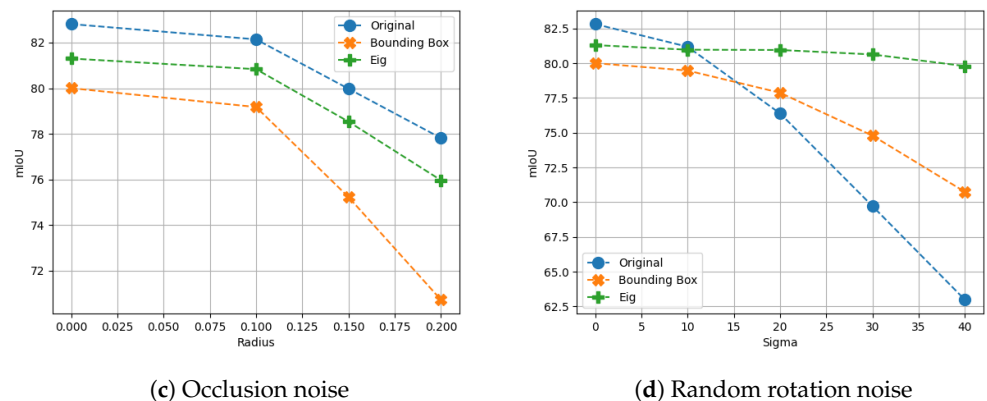 82
80
78
76
74
72
mIoU
Original
Bounding Box
Eig
0.000 0.025 0.050 0.075 0.100 0.125 0.150 0.175 0.200
Radius
(c) Occlusion noise
82.5
80.0
77.5
75.0
72.5
70.0
67.5
65.0
62.5
mIoU
Original
Bounding Box
Eig
0 5 10 15 20 25 30 35 40
Sigma
(d) Random rotation noise